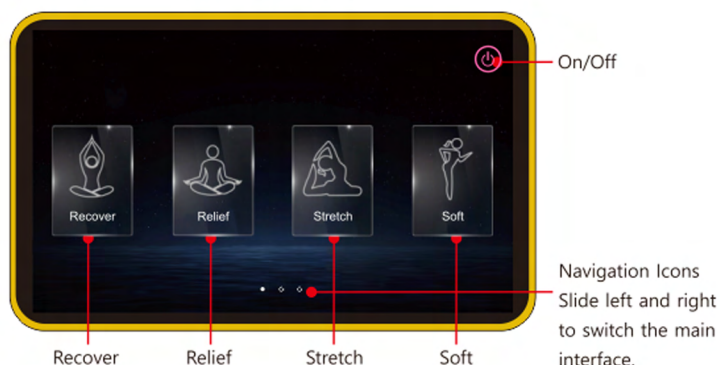 On/Off
Recover
Relief
Stretch
Soft
Navigation Icons
Slide left and right
to switch the main
interface.
Recover
Relief
Stretch
Soft